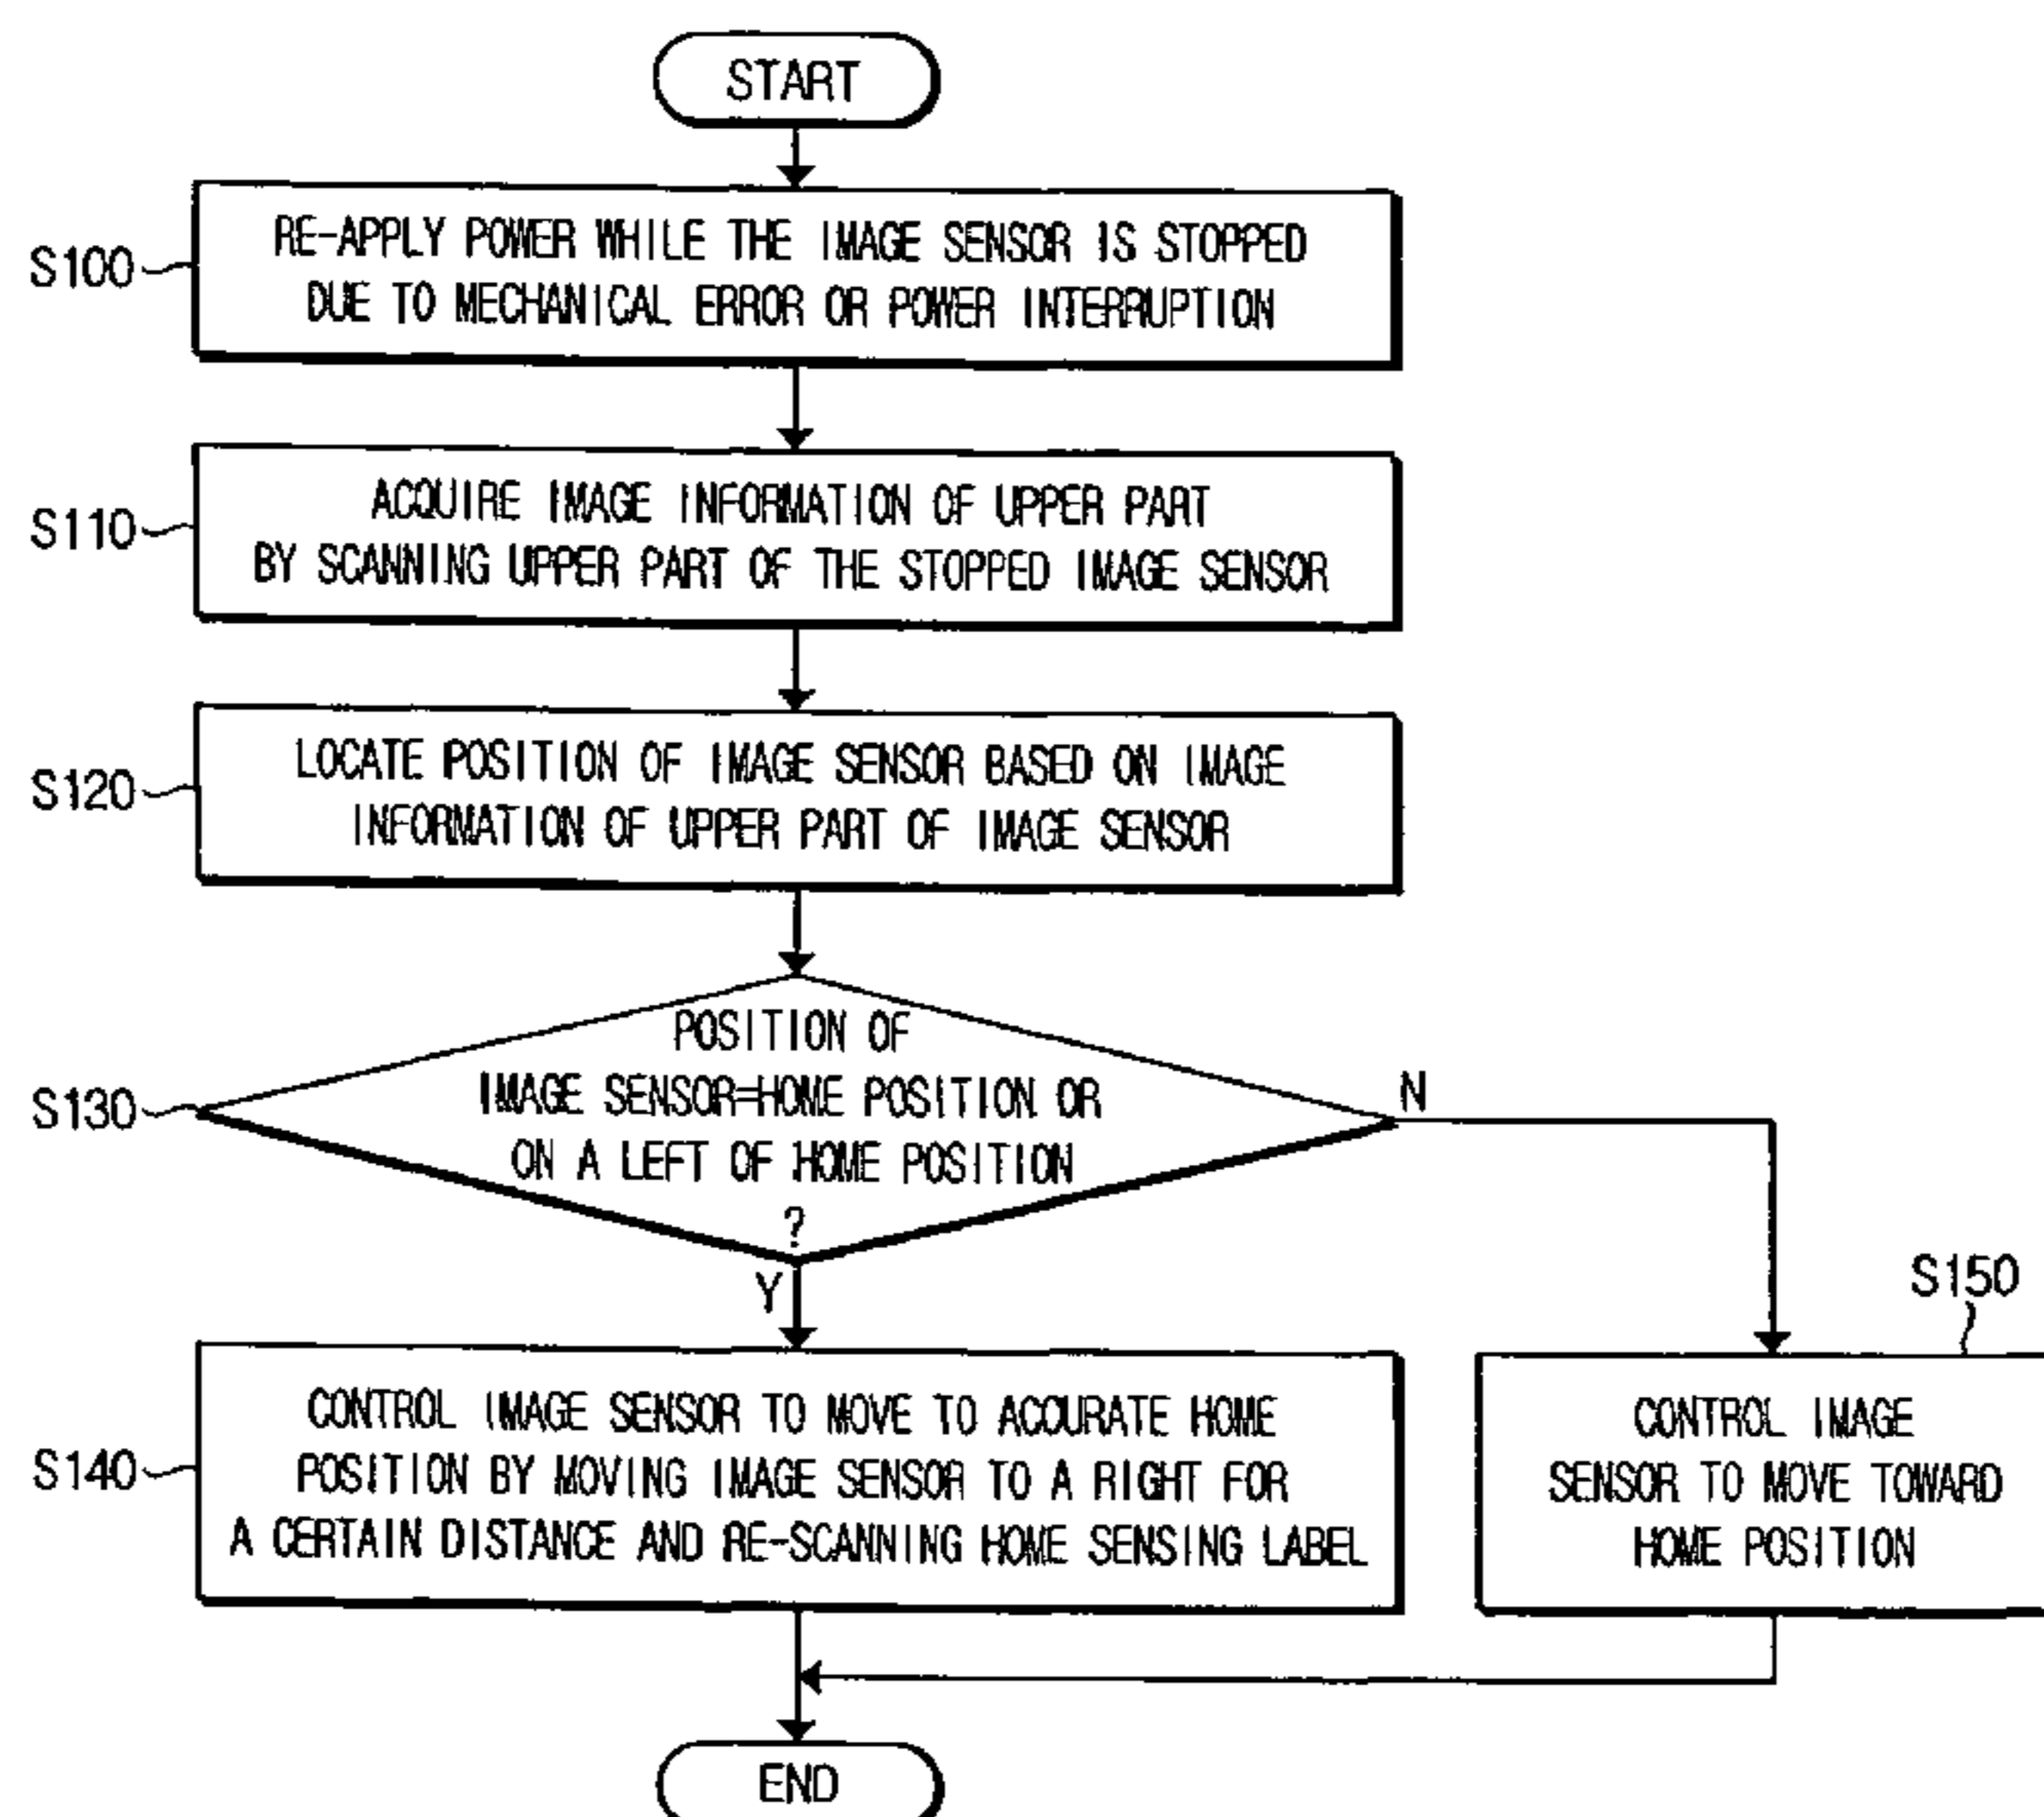 START
S100
RE-APPLY POWER WHILE THE IMAGE SENSOR IS STOPPED
DUE TO MECHANICAL ERROR OR POWER INTERRUPTION
S110
ACQUIRE IMAGE INFORMATION OF UPPER PART
BY SCANNING UPPER PART OF THE STOPPED IMAGE SENSOR
S120
LOCATE POSITION OF IMAGE SENSOR BASED ON IMAGE
INFORMATION OF UPPER PART OF IMAGE SENSOR
S130
POSITION OF
IMAGE SENSOR=HOME POSITION OR
ON A LEFT OF HOME POSITION
?
N
Y
S140
CONTROL IMAGE SENSOR TO MOVE TO ACCURATE HOME
POSITION BY MOVING IMAGE SENSOR TO A RIGHT FOR
A CERTAIN DISTANCE AND RE-SCANNING HOME SENSING LABEL
S150
CONTROL IMAGE
SENSOR TO MOVE TOWARD
HOME POSITION
END